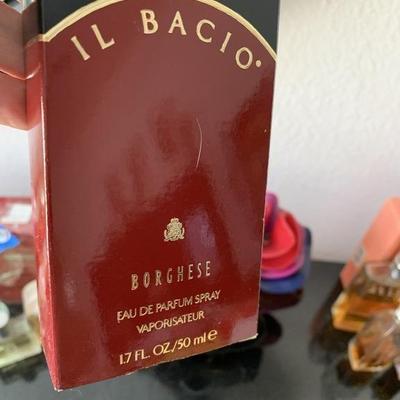 IL BACIO®
BORGHESE
EAU DE PARFUM SPRAY
VAPORISATEUR
1.7 FL. OZ./50 ml ℮